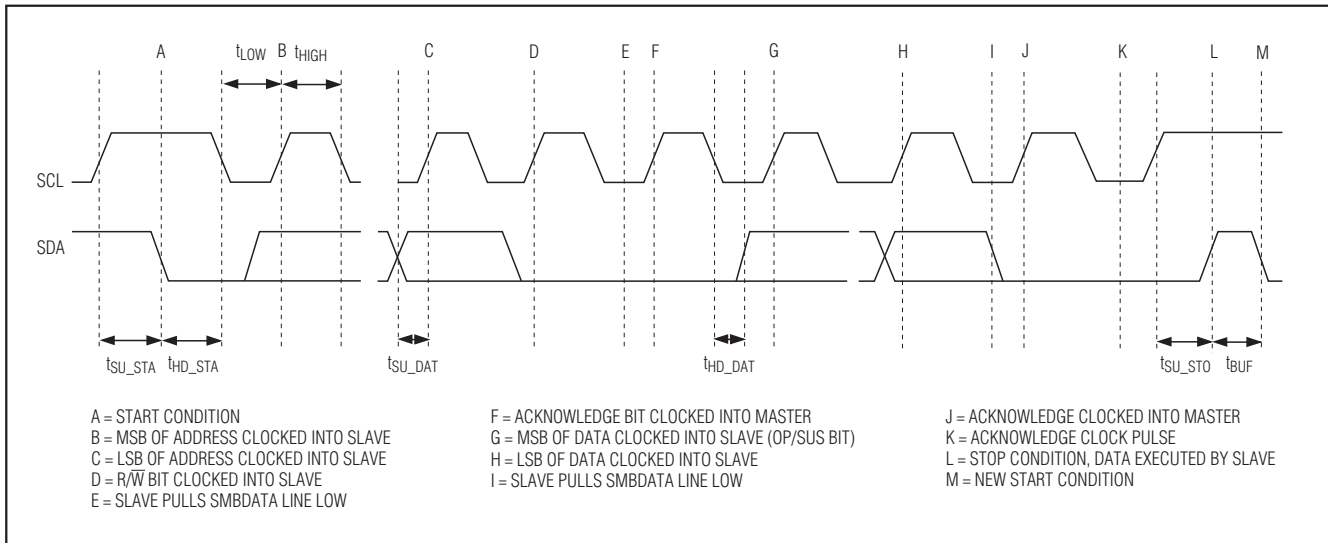 A tLOW B tHIGH C D E F G H I J K L M
SCL
SDA
tSU_STA tHD_STA tSU_DAT tHD_DAT tSU_STO tBUF
A = START CONDITION
B = MSB OF ADDRESS CLOCKED INTO SLAVE
C = LSB OF ADDRESS CLOCKED INTO SLAVE
D = R/W̅ BIT CLOCKED INTO SLAVE
E = SLAVE PULLS SMBDATA LINE LOW
F = ACKNOWLEDGE BIT CLOCKED INTO MASTER
G = MSB OF DATA CLOCKED INTO SLAVE (OP/SUS BIT)
H = LSB OF DATA CLOCKED INTO SLAVE
I = SLAVE PULLS SMBDATA LINE LOW
J = ACKNOWLEDGE CLOCKED INTO MASTER
K = ACKNOWLEDGE CLOCK PULSE
L = STOP CONDITION, DATA EXECUTED BY SLAVE
M = NEW START CONDITION